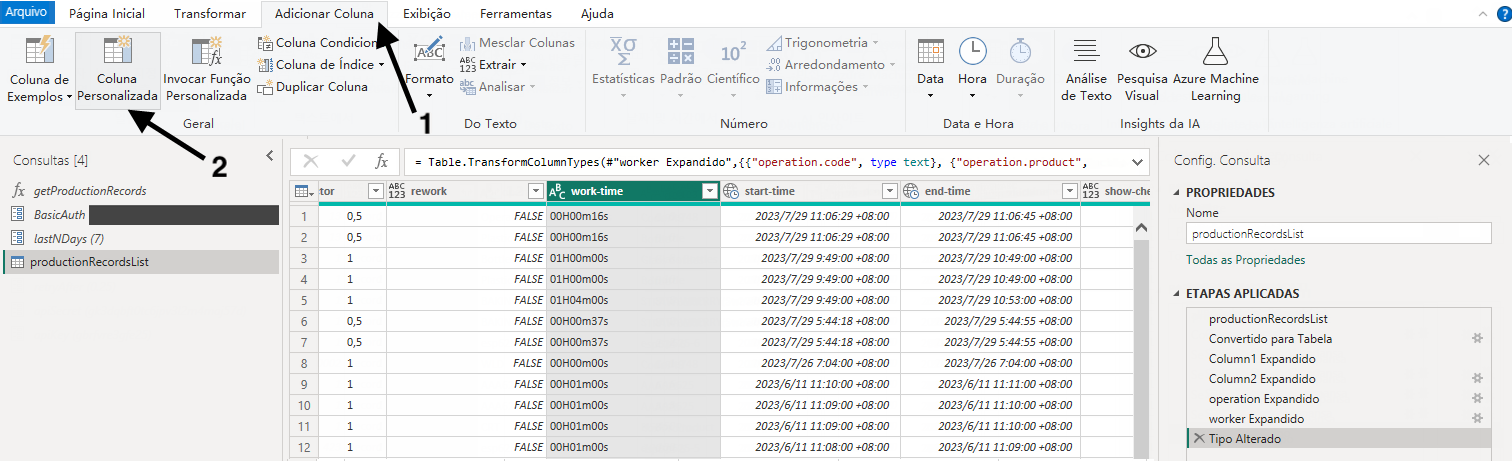 Arquivo Página Inicial Transformar Adicionar Coluna Exibição Ferramentas Ajuda
Coluna de Exemplos
Coluna Personalizada
Invocar Função Personalizada
Coluna Condicion
Coluna de Índice
Duplicar Coluna
Geral
Formato
ABC
Mesclar Colunas
ABC 123 Extrair
abc Analisar
Do Texto
Χσ Σ
Estatísticas
Padrão
10² Científico
Trigonometria
.00 Arredondamento
Informações
Número
Data
Hora
Duração
Data e Hora
Análise de Texto
Pesquisa Visual
Azure Machine Learning
Insights da IA
1
2
Consultas [4]
fx getProductionRecords
BasicAuth
lastNDays (7)
productionRecordsList
fx = Table.TransformColumnTypes(#"worker Expandido",{{"operation.code", type text}, {"operation.product",
tor ABC 123 rework ABC work-time start-time end-time ABC 123 show-che
1 0,5 FALSE 00H00m16s 2023/7/29 11:06:29 +08:00 2023/7/29 11:06:45 +08:00
2 0,5 FALSE 00H00m16s 2023/7/29 11:06:29 +08:00 2023/7/29 11:06:45 +08:00
3 1 FALSE 01H00m00s 2023/7/29 9:49:00 +08:00 2023/7/29 10:49:00 +08:00
4 1 FALSE 01H00m00s 2023/7/29 9:49:00 +08:00 2023/7/29 10:49:00 +08:00
5 1 FALSE 01H04m00s 2023/7/29 9:49:00 +08:00 2023/7/29 10:53:00 +08:00
6 0,5 FALSE 00H00m37s 2023/7/29 5:44:18 +08:00 2023/7/29 5:44:55 +08:00
7 0,5 FALSE 00H00m37s 2023/7/29 5:44:18 +08:00 2023/7/29 5:44:55 +08:00
8 1 FALSE 00H00m00s 2023/7/26 7:04:00 +08:00 2023/7/26 7:04:00 +08:00
9 1 FALSE 00H01m00s 2023/6/11 11:10:00 +08:00 2023/6/11 11:11:00 +08:00
10 1 FALSE 00H01m00s 2023/6/11 11:09:00 +08:00 2023/6/11 11:10:00 +08:00
11 1 FALSE 00H01m00s 2023/6/11 11:09:00 +08:00 2023/6/11 11:10:00 +08:00
12 1 FALSE 00H01m00s 2023/6/11 11:08:00 +08:00 2023/6/11 11:09:00 +08:00
Config. Consulta
PROPRIEDADES
Nome
productionRecordsList
Todas as Propriedades
ETAPAS APLICADAS
productionRecordsList
Convertido para Tabela
Column1 Expandido
Column2 Expandido
operation Expandido
worker Expandido
Tipo Alterado